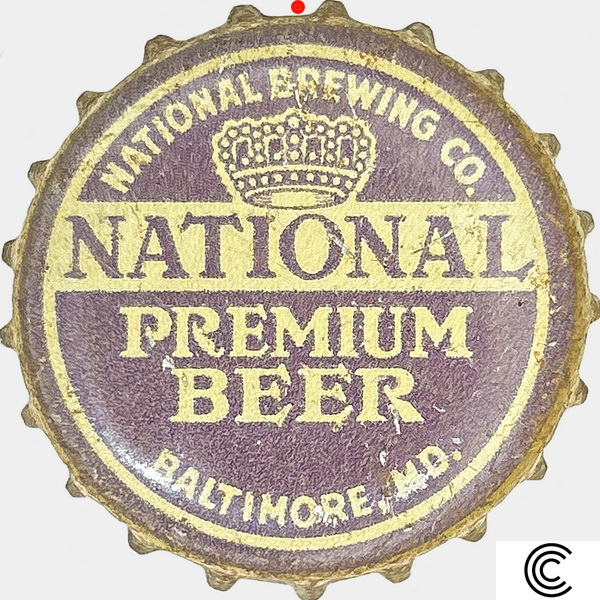 NATIONAL BREWING CO.
NATIONAL
PREMIUM
BEER
BALTIMORE, MD.